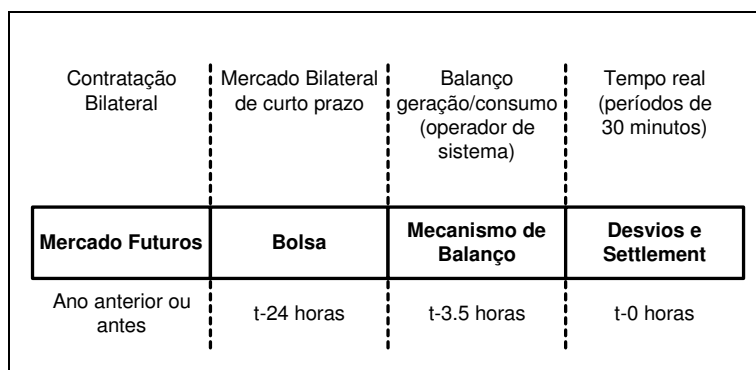 Contratação
Bilateral
Mercado Bilateral
de curto prazo
Balanço
geração/consumo
(operador de
sistema)
Tempo real
(períodos de
30 minutos)
Mercado Futuros
Bolsa
Mecanismo de
Balanço
Desvios e
Settlement
Ano anterior ou
antes
t-24 horas
t-3.5 horas
t-0 horas